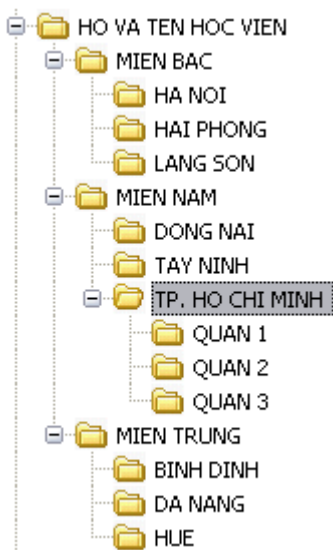 HO VA TEN HOC VIEN
MIEN BAC
HA NOI
HAI PHONG
LANG SON
MIEN NAM
DONG NAI
TAY NINH
TP. HO CHI MINH
QUAN 1
QUAN 2
QUAN 3
MIEN TRUNG
BINH DINH
DA NANG
HUE